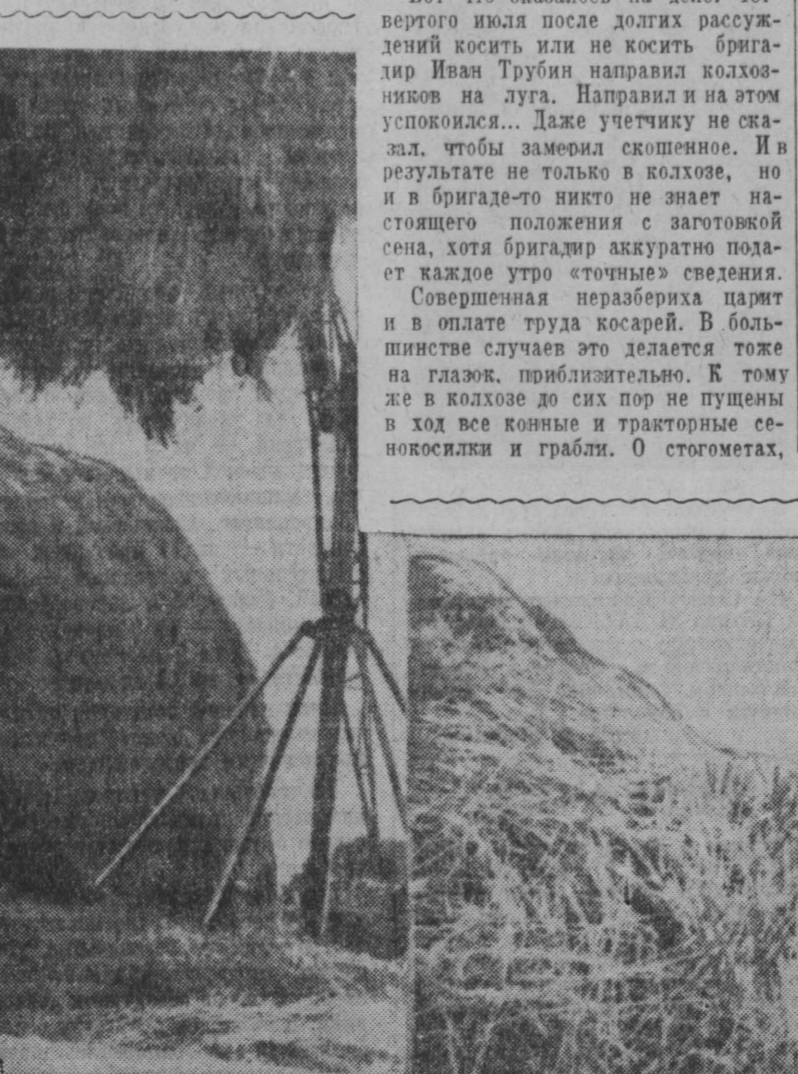 вертого июля после долгих рассуж-
дений косить или не косить брига-
дир Иван Трубин направил колхоз-
ников на луга. Направил и на этом
успокоился... Даже учетчику не ска-
зал, чтобы замерил скошенное. И в
результате не только в колхозе, но
и в бригаде-то никто не знает на-
стоящего положения с заготовкой
сена, хотя бригадир аккуратно пода-
ет каждое утро «точные» сведения.
Совершенная неразбериха царит
и в оплате труда косарей. В боль-
шинстве случаев это делается тоже
на глазок, приблизительно. К тому
же в колхозе до сих пор не пущены
в ход все конные и тракторные се-
нокосилки и грабли. О стогометах,